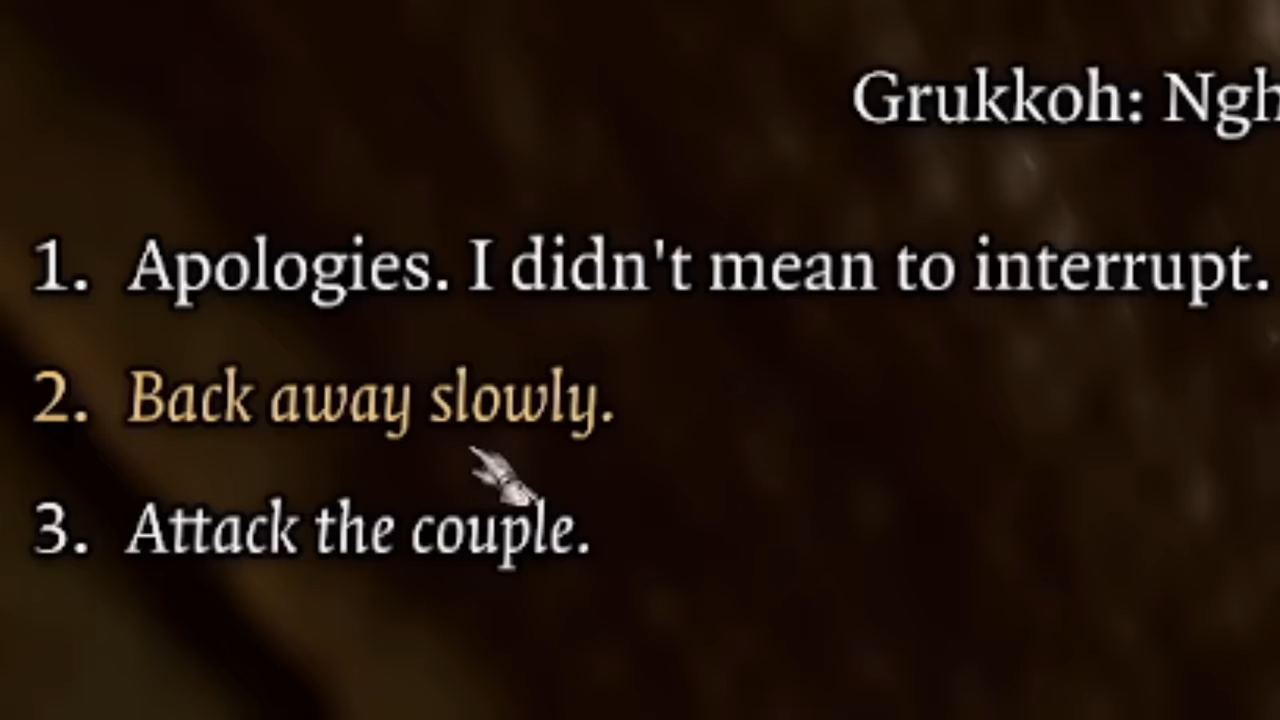 Grukkoh: Ngh
1. Apologies. I didn't mean to interrupt.
2. Back away slowly.
3. Attack the couple.